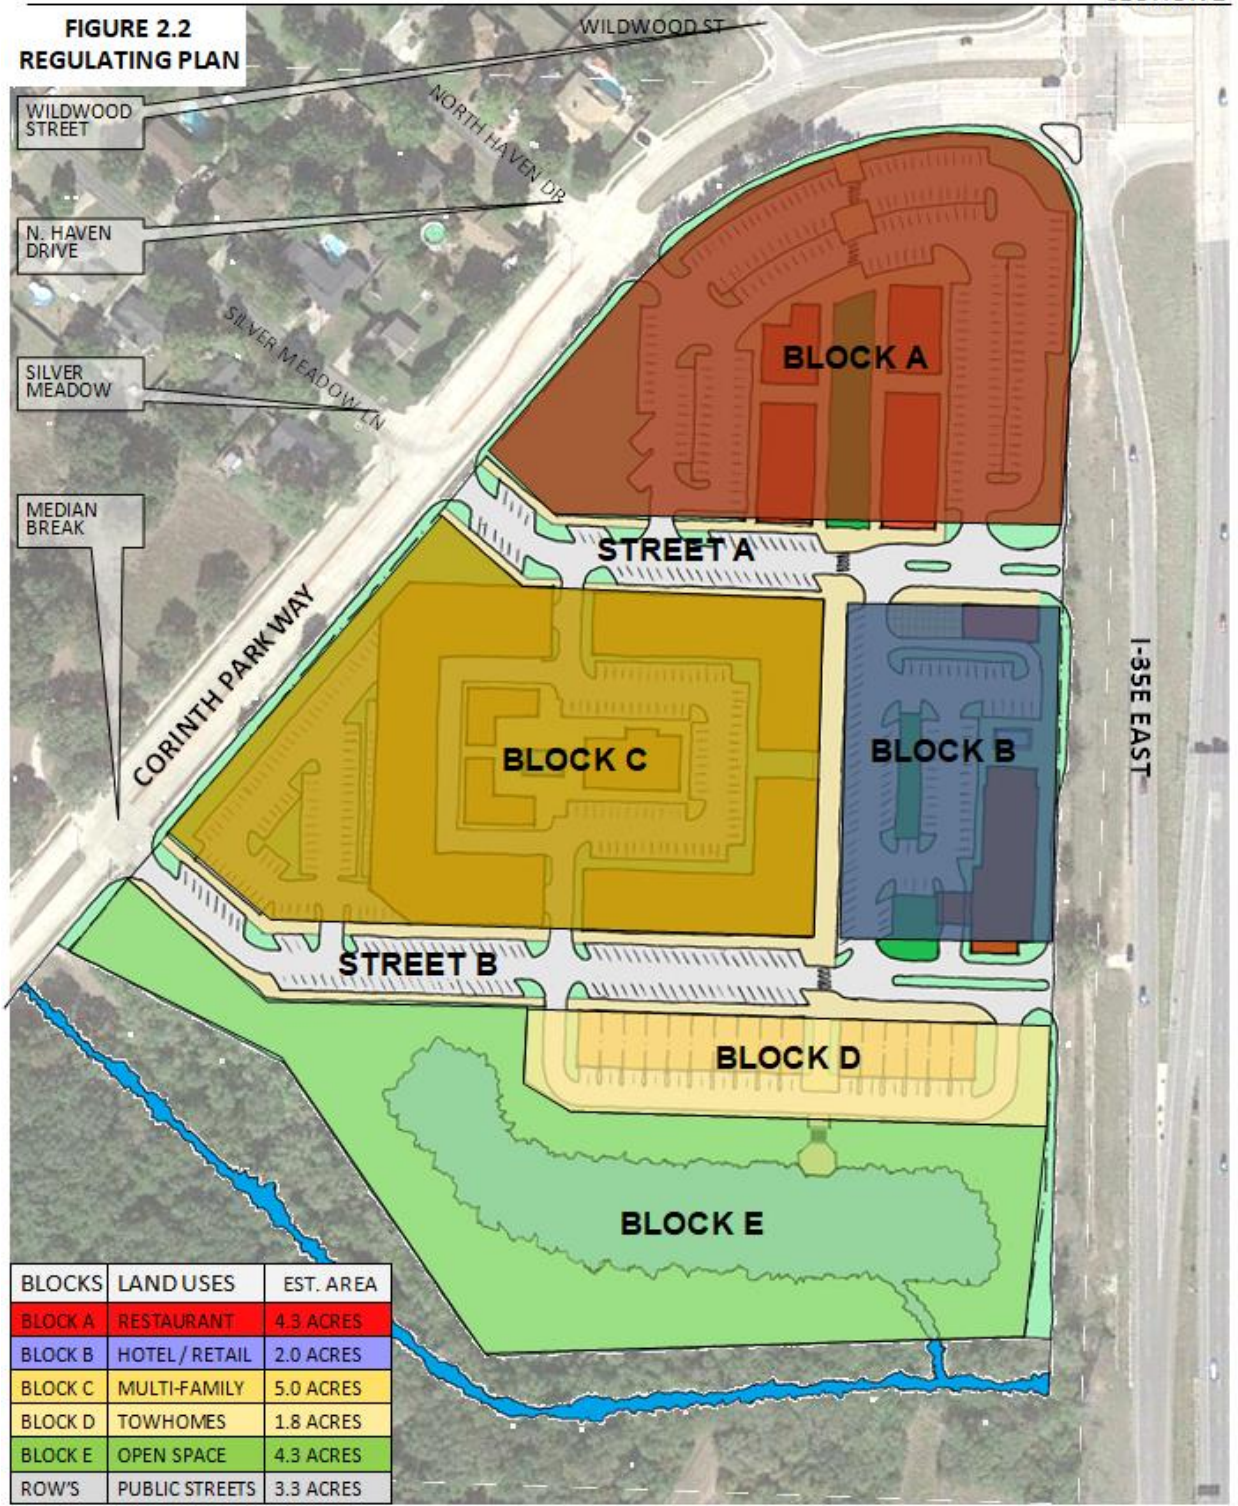 FIGURE 2.2
REGULATING PLAN
WILDWOOD ST
WILDWOOD
STREET
NORTH HAVEN DR
N. HAVEN
DRIVE
SILVER MEADOW LN
SILVER
MEADOW
BLOCK A
MEDIAN
BREAK
STREET A
CORINTH PARK WAY
I-35E EAST
BLOCK C
BLOCK B
STREET B
BLOCK D
BLOCK E
BLOCKS LAND USES EST. AREA
BLOCK A RESTAURANT 4.3 ACRES
BLOCK B HOTEL / RETAIL 2.0 ACRES
BLOCK C MULTI-FAMILY 5.0 ACRES
BLOCK D TOWHOMES 1.8 ACRES
BLOCK E OPEN SPACE 4.3 ACRES
ROW'S PUBLIC STREETS 3.3 ACRES